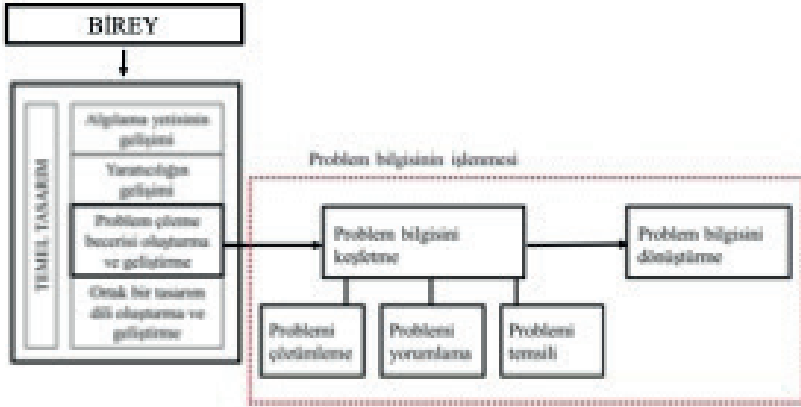 BİREY
TEMEL TASARIM
Algılama yetisinin
gelişimi
Yaratıcılığın
gelişimi
Problem çözme
becerisi oluşturma
ve geliştirme
Ortak bir tasarım
dili oluşturma ve
geliştirme
Problem bilgisinin işlenmesi
Problem bilgisini
keşfetme
Problem bilgisini
dönüştürme
Problemi
çözümleme
Problemi
yorumlama
Problemi
temsili